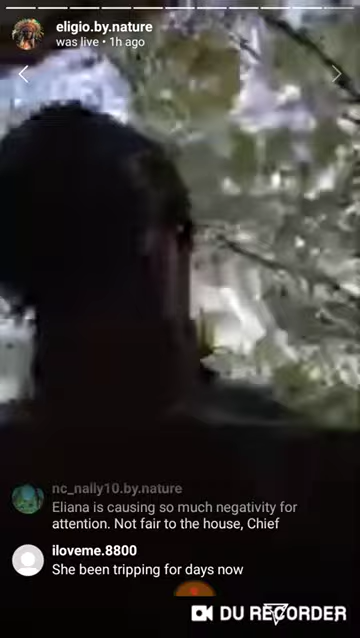 eligio.by.nature
was live • 1h ago
nc_nally10.by.nature
Eliana is causing so much negativity for
attention. Not fair to the house, Chief
iloveme.8800
She been tripping for days now
DU RECORDER